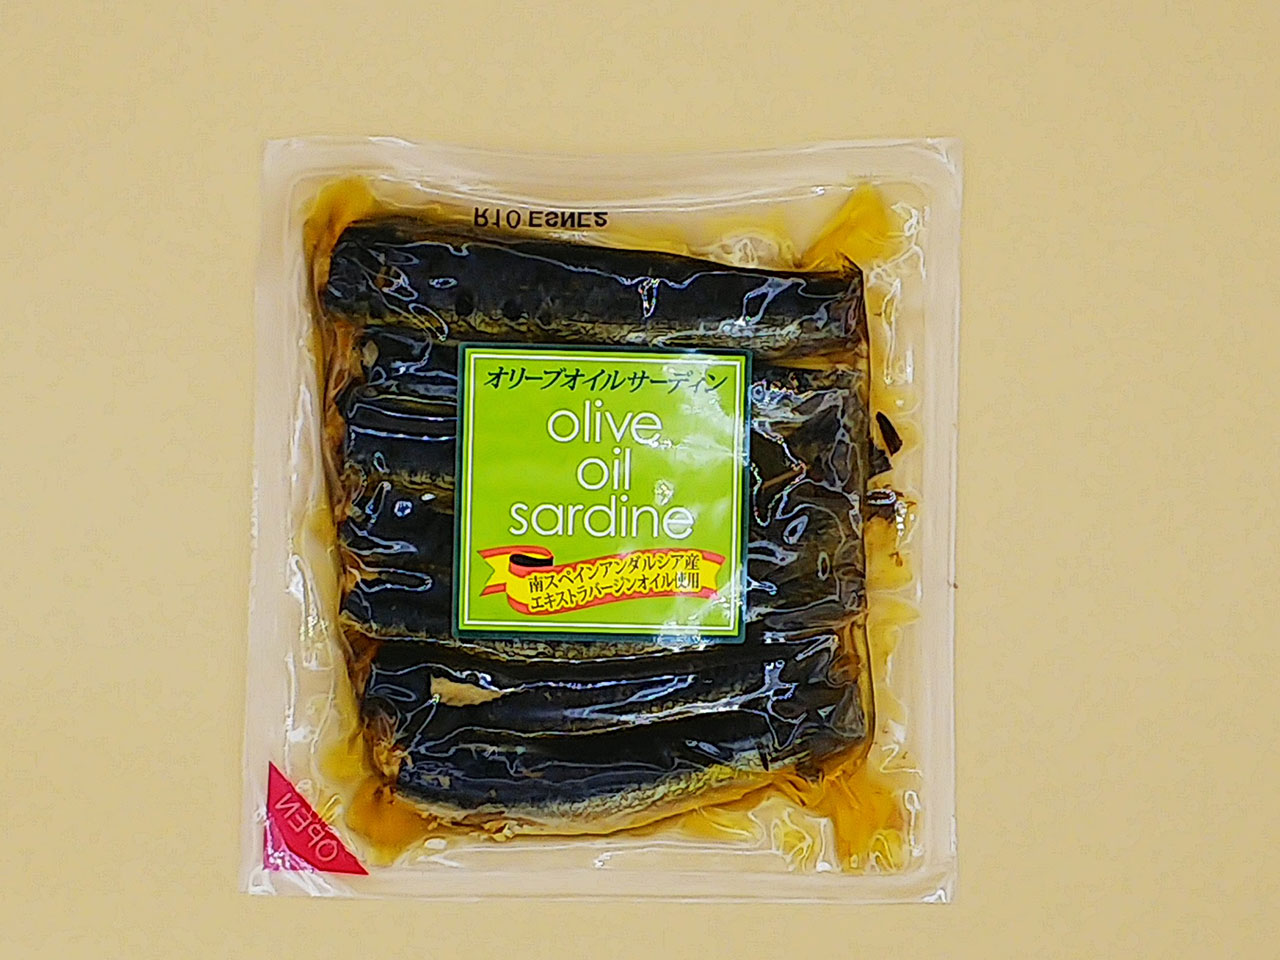 R10 ESNE2
オリーブオイルサーディン
olive
oil
sardine
南スペインアンダルシア産
エキストラバージンオイル使用
OPEN